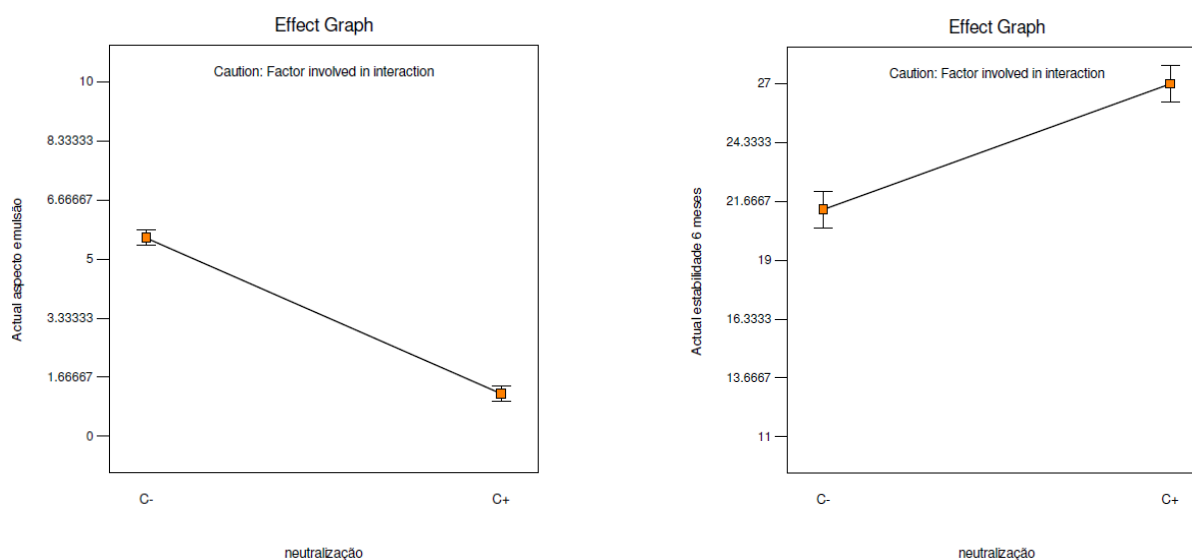 Effect Graph
Caution: Factor involved in interaction
10
8.33333
6.66667
5
3.33333
1.66667
0
Actual aspecto emulsão
C-
C+
neutralização
Effect Graph
Caution: Factor involved in interaction
27
24.3333
21.6667
19
16.3333
13.6667
11
Actual estabilidade 6 meses
C-
C+
neutralização